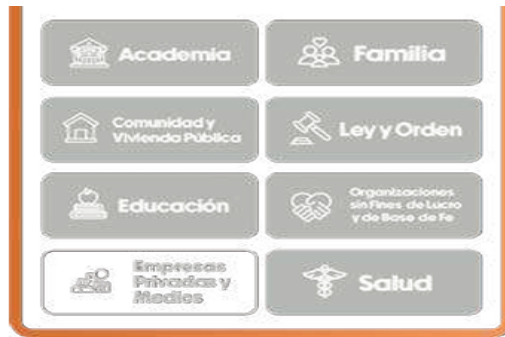 Academia
Familia
Comunidad y
Vivienda Pública
Ley y Orden
Educación
Organizaciones
sin Fines de Lucro
y de Base de Fe
Empresas
Privadas y
Medios
Salud